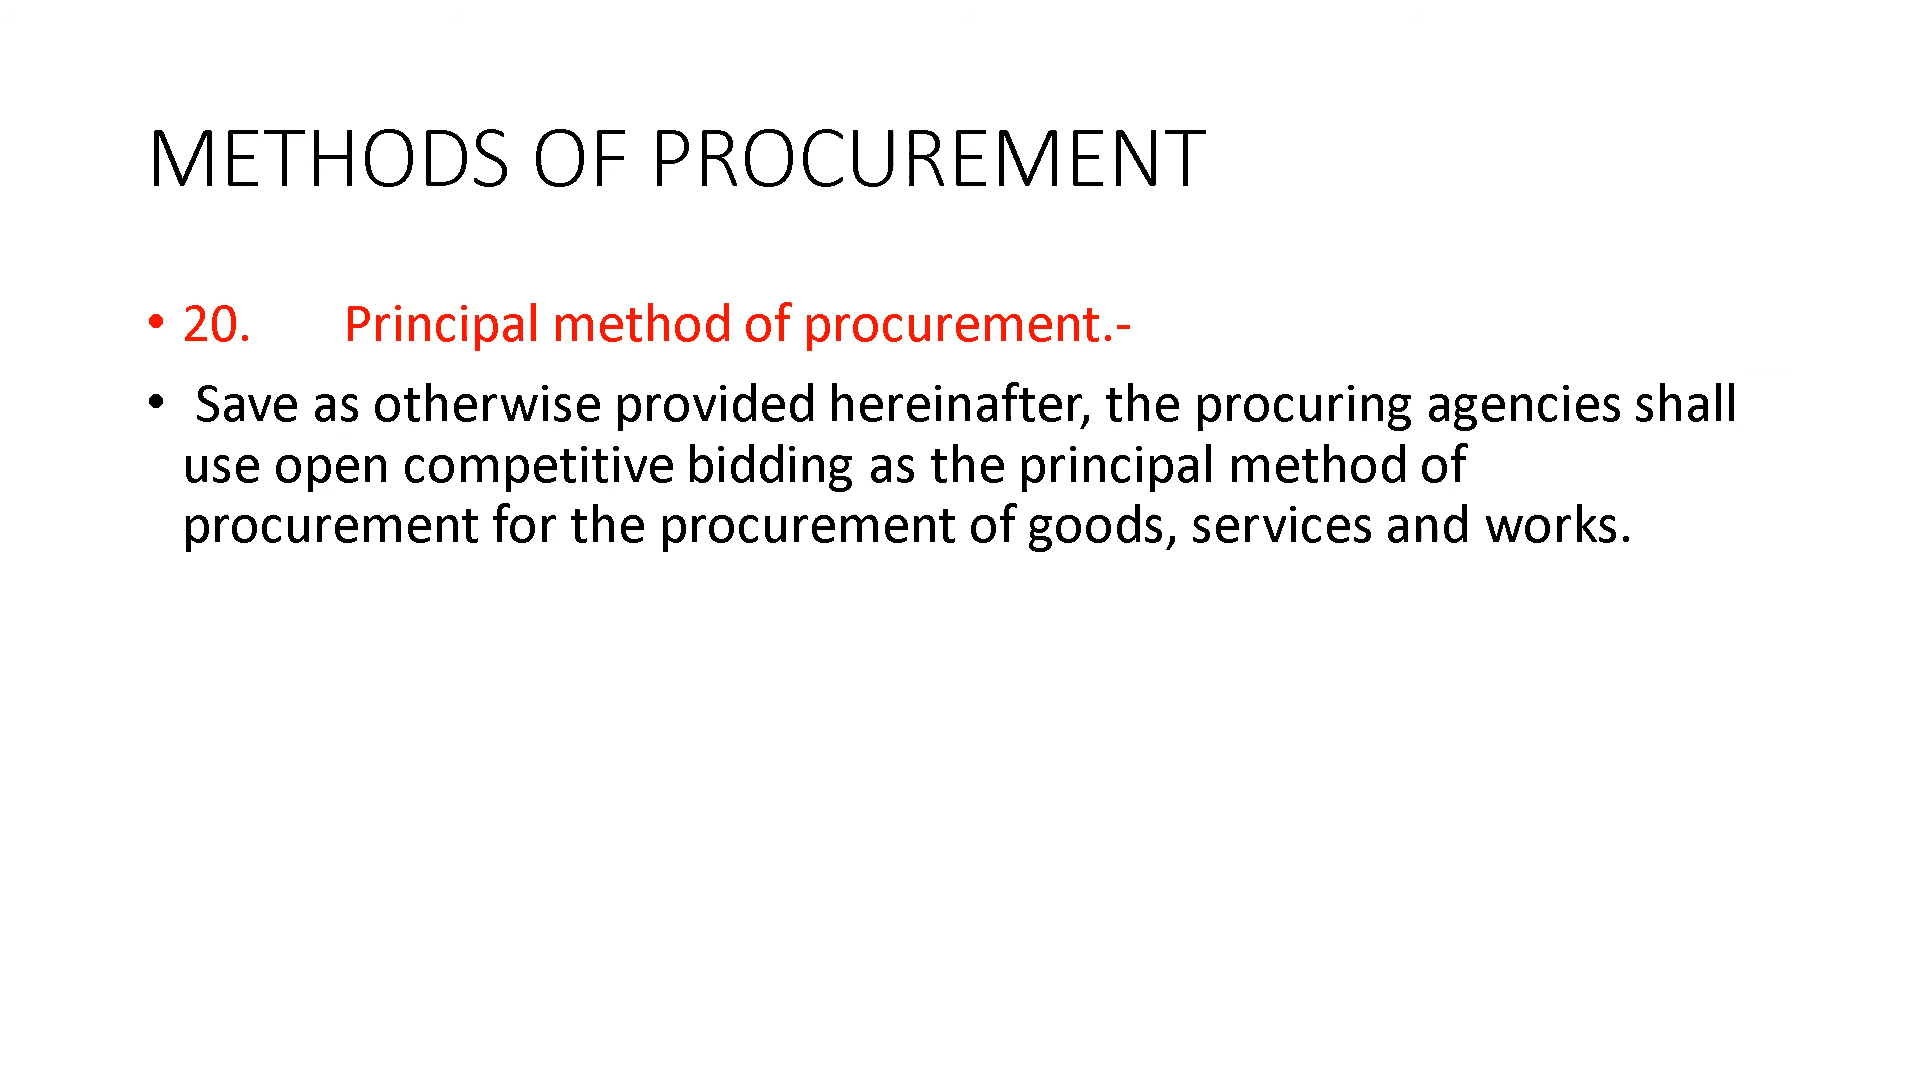 METHODS OF PROCUREMENT
• 20. Principal method of procurement.-
• Save as otherwise provided hereinafter, the procuring agencies shall
use open competitive bidding as the principal method of
procurement for the procurement of goods, services and works.